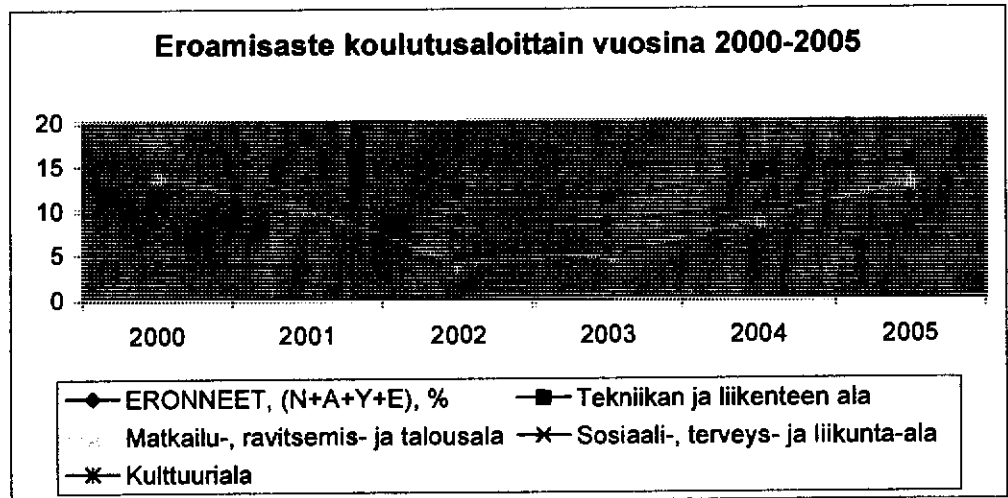 Eroamisaste koulutusaloittain vuosina 2000-2005
20
15
10
5
0
2000 2001 2002 2003 2004 2005
ERONNEET, (N+A+Y+E), % Tekniikan ja liikenteen ala
Matkailu-, ravitsemis- ja talousala Sosiaali-, terveys- ja liikunta-ala
Kulttuuriala